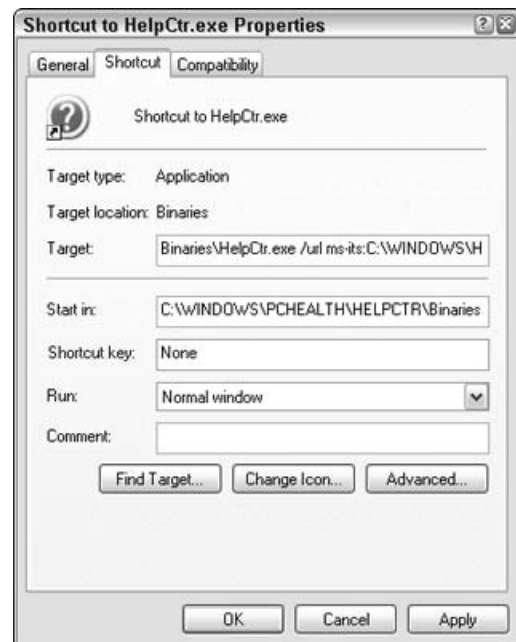 Shortcut to HelpCtr.exe Properties
General Shortcut Compatibility
Shortcut to HelpCtr.exe
Target type: Application
Target location: Binaries
Target: Binaries\HelpCtr.exe /url ms-its:C:\WINDOWS\H
Start in: C:\WINDOWS\PCHEALTH\HELPCTR\Binaries
Shortcut key: None
Run: Normal window
Comment:
Find Target... Change Icon... Advanced...
OK Cancel Apply